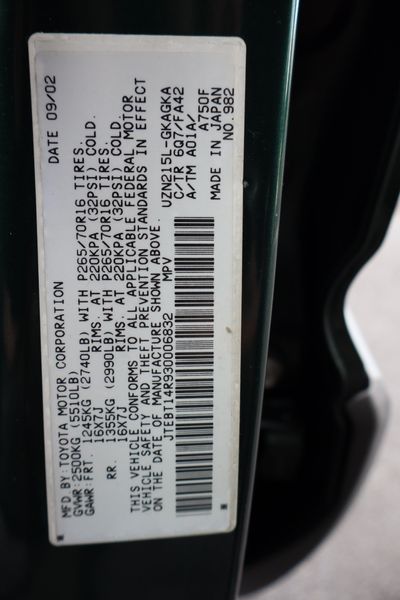 MFD.BY:TOYOTA MOTOR CORPORATION DATE 09/02
GVWR:2500KG (5510LB)
GAWR:FRT. 1245KG (2740LB) WITH P265/70R16 TIRES.
16X7J RIMS. AT 220KPA (32PSI) COLD.
RR. 1355KG (2990LB) WITH P265/70R16 TIRES.
16X7J RIMS. AT 220KPA (32PSI) COLD.
THIS VEHICLE CONFORMS TO ALL APPLICABLE FEDERAL MOTOR
VEHICLE SAFETY AND THEFT PREVENTION STANDARDS IN EFFECT
ON THE DATE OF MANUFACTURE SHOWN ABOVE.
JTEBT14R930006832 MPV UZN215L-GKAGKA
C/TR 6Q7/FA42
A/TM A01A/ A750F
MADE IN JAPAN
NO.982